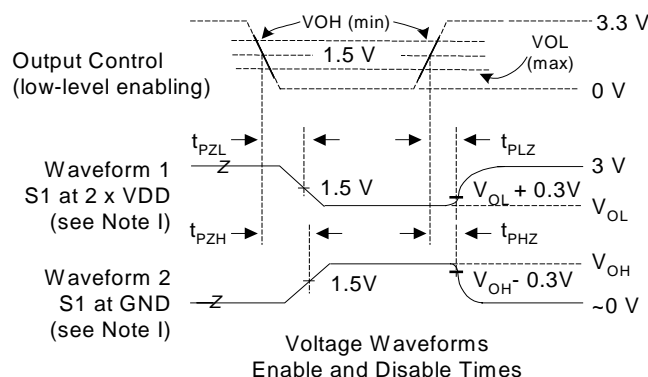 VOH (min)
3.3 V
Output Control
(low-level enabling)
1.5 V
VOL
(max)
0 V
tPZL
tPLZ
Waveform 1
S1 at 2 x VDD
(see Note I)
Z
1.5 V
3 V
VOL + 0.3V
VOL
tPZH
tPHZ
Waveform 2
S1 at GND
(see Note I)
Z
1.5V
VOH
VOH - 0.3V
~0 V
Voltage Waveforms
Enable and Disable Times